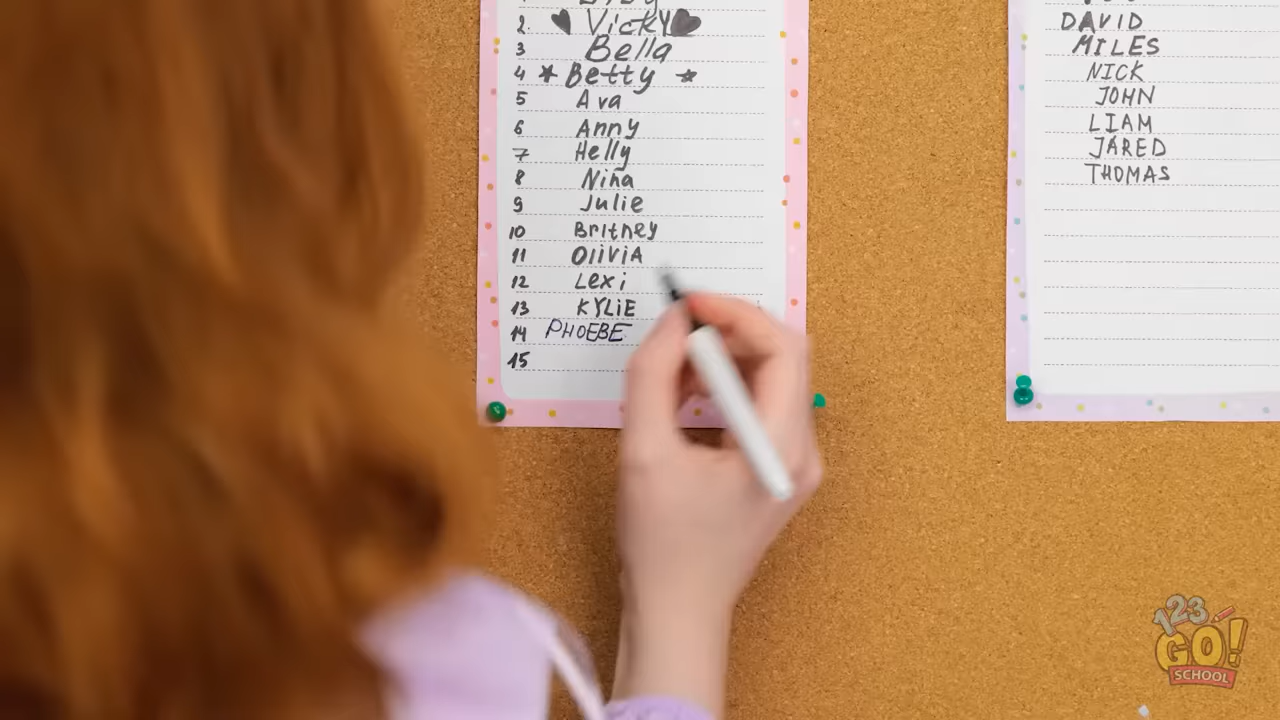 2. Vicky
3 Bella
4 Betty
5 Ava
6 Anny
7 Helly
8 Nina
9 Julie
10 Britney
11 OliviA
12 Lexi
13 KYLiE
14 PHOEBE
15
DAVID
MILES
NICK
JOHN
LIAM
JARED
THOMAS
123
GO!
SCHOOL